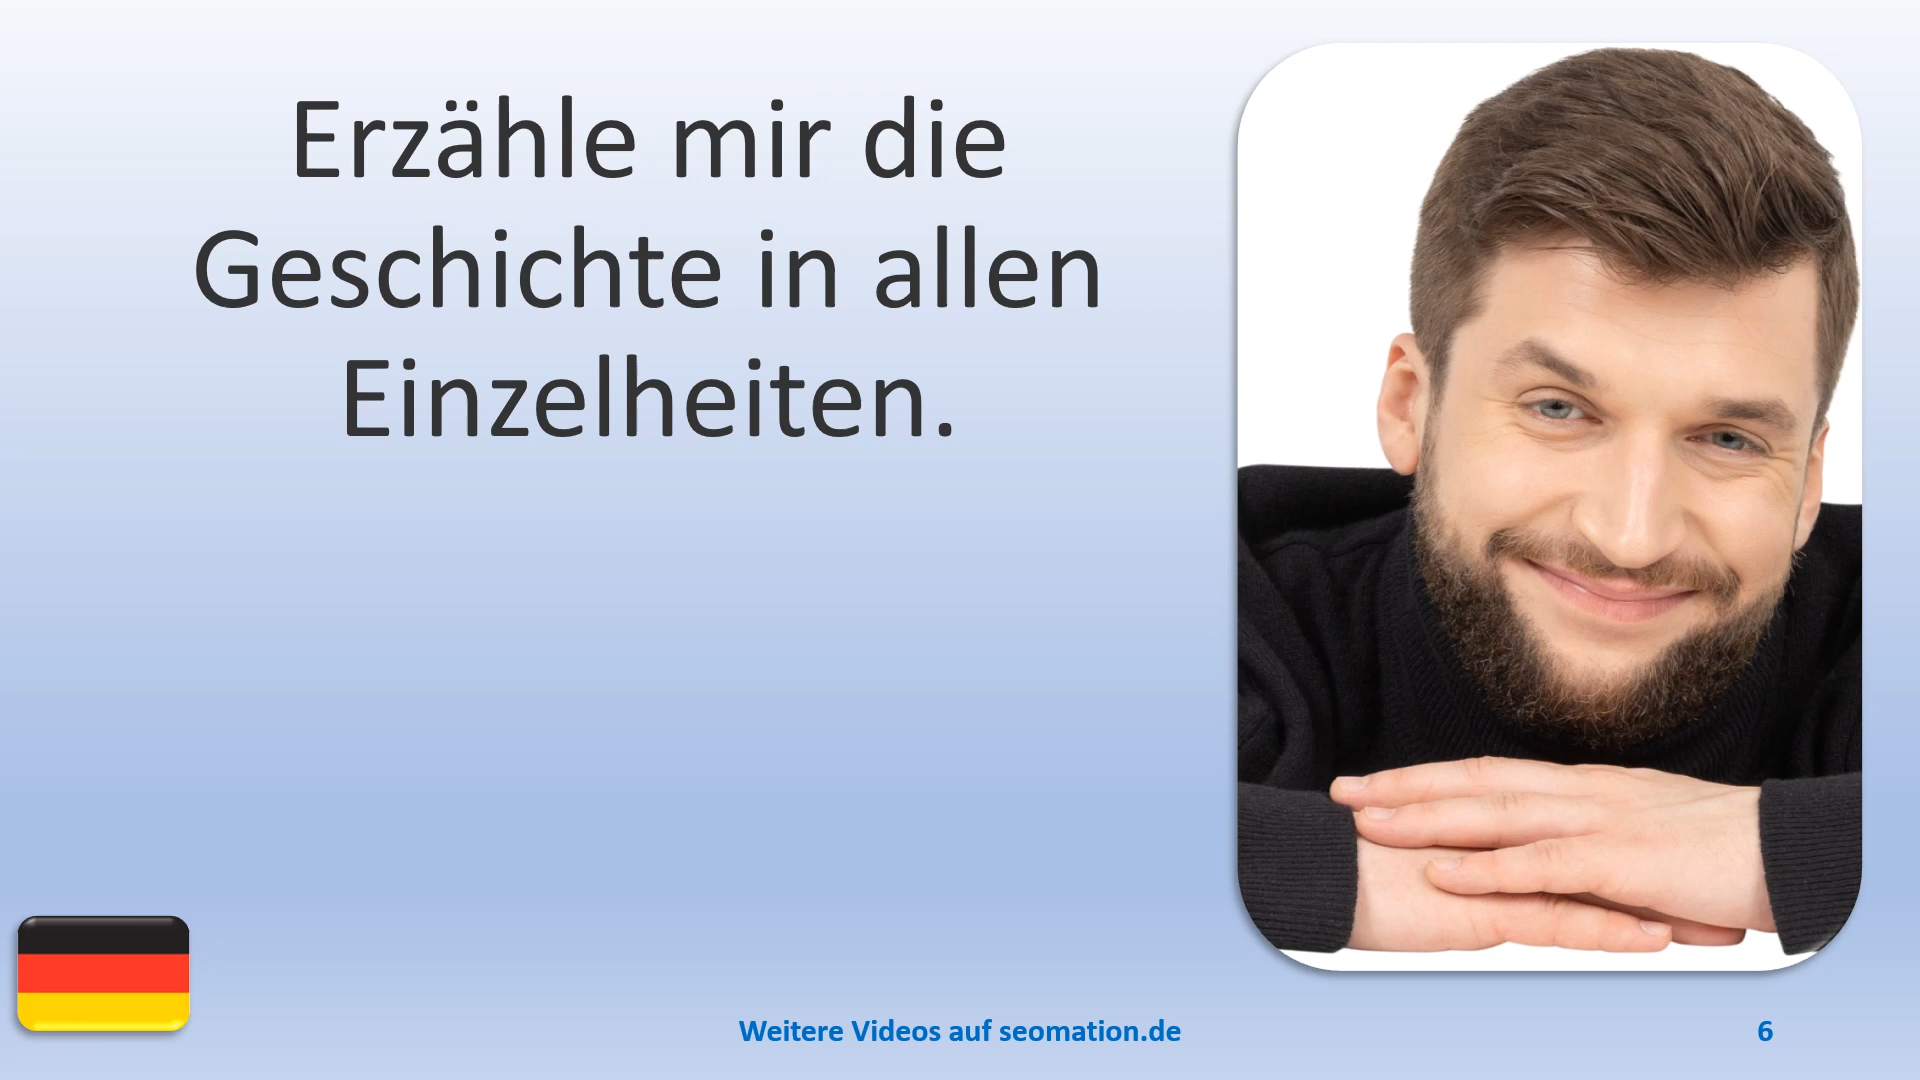 Erzähle mir die
Geschichte in allen
Einzelheiten.
Weitere Videos auf seomation.de
6